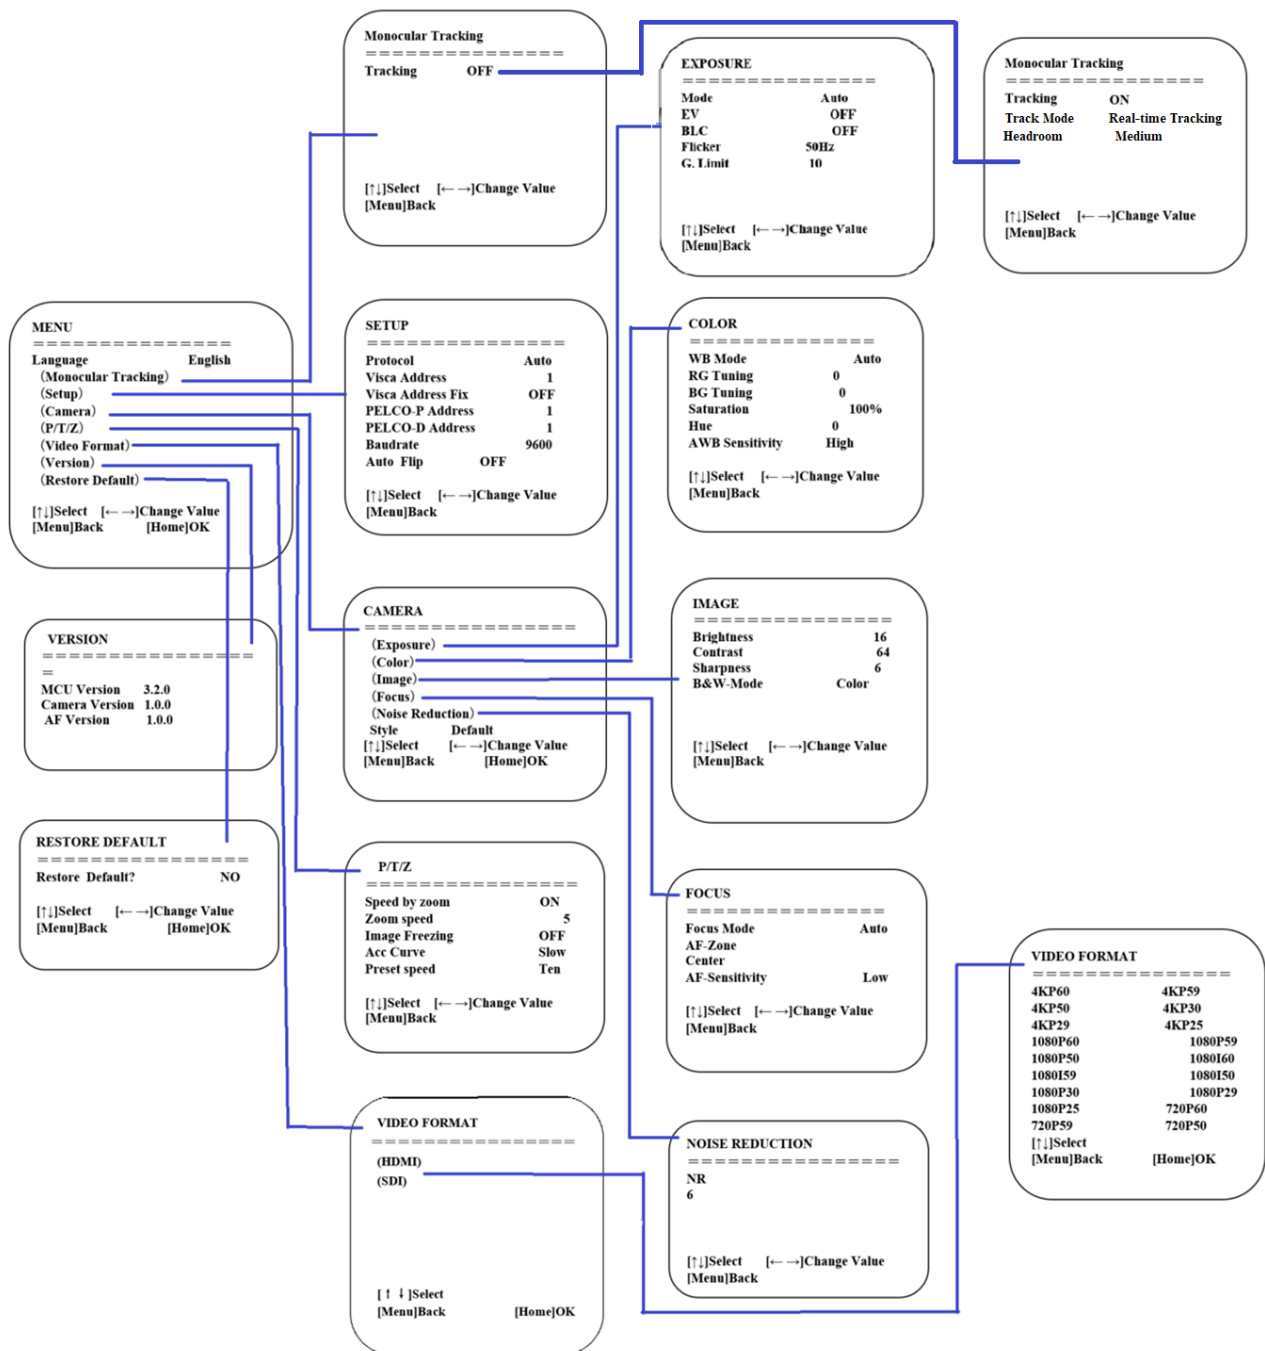 Monocular Tracking
===============
Tracking OFF
[↑↓]Select [←→]Change Value
[Menu]Back
EXPOSURE
===============
Mode Auto
EV OFF
BLC OFF
Flicker 50Hz
G. Limit 10
[↑↓]Select [←→]Change Value
[Menu]Back
Monocular Tracking
===============
Tracking ON
Track Mode Real-time Tracking
Headroom Medium
[↑↓]Select [←→]Change Value
[Menu]Back
MENU
===============
Language English
(Monocular Tracking)
(Setup)
(Camera)
(P/T/Z)
(Video Format)
(Version)
(Restore Default)
[↑↓]Select [←→]Change Value
[Menu]Back [Home]OK
SETUP
===============
Protocol Auto
Visca Address 1
Visca Address Fix OFF
PELCO-P Address 1
PELCO-D Address 1
Baudrate 9600
Auto Flip OFF
[↑↓]Select [←→]Change Value
[Menu]Back
COLOR
==============
WB Mode Auto
RG Tuning 0
BG Tuning 0
Saturation 100%
Hue 0
AWB Sensitivity High
[↑↓]Select [←→]Change Value
[Menu]Back
VERSION
================
=
MCU Version 3.2.0
Camera Version 1.0.0
AF Version 1.0.0
CAMERA
================
(Exposure)
(Color)
(Image)
(Focus)
(Noise Reduction)
Style Default
[↑↓]Select [←→]Change Value
[Menu]Back [Home]OK
IMAGE
===============
Brightness 16
Contrast 64
Sharpness 6
B&W-Mode Color
[↑↓]Select [←→]Change Value
[Menu]Back
RESTORE DEFAULT
================
Restore Default? NO
[↑↓]Select [←→]Change Value
[Menu]Back [Home]OK
P/T/Z
================
Speed by zoom ON
Zoom speed 5
Image Freezing OFF
Acc Curve Slow
Preset speed Ten
[↑↓]Select [←→]Change Value
[Menu]Back
FOCUS
===============
Focus Mode Auto
AF-Zone
Center
AF-Sensitivity Low
[↑↓]Select [←→]Change Value
[Menu]Back
VIDEO FORMAT
===============
4KP60 4KP59
4KP50 4KP30
4KP29 4KP25
1080P60 1080P59
1080P50 1080I60
1080I59 1080I50
1080P30 1080P29
1080P25 720P60
720P59 720P50
[↑↓]Select
[Menu]Back [Home]OK
VIDEO FORMAT
===============
(HDMI)
(SDI)
[↑↓]Select
[Menu]Back [Home]OK
NOISE REDUCTION
================
NR
6
[↑↓]Select [←→]Change Value
[Menu]Back